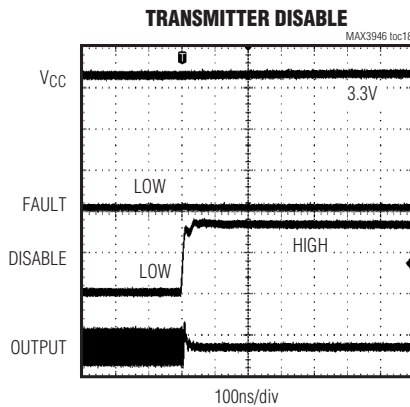 TRANSMITTER DISABLE
MAX3946 toc18
VCC
3.3V
FAULT
LOW
DISABLE
HIGH
LOW
OUTPUT
100ns/div